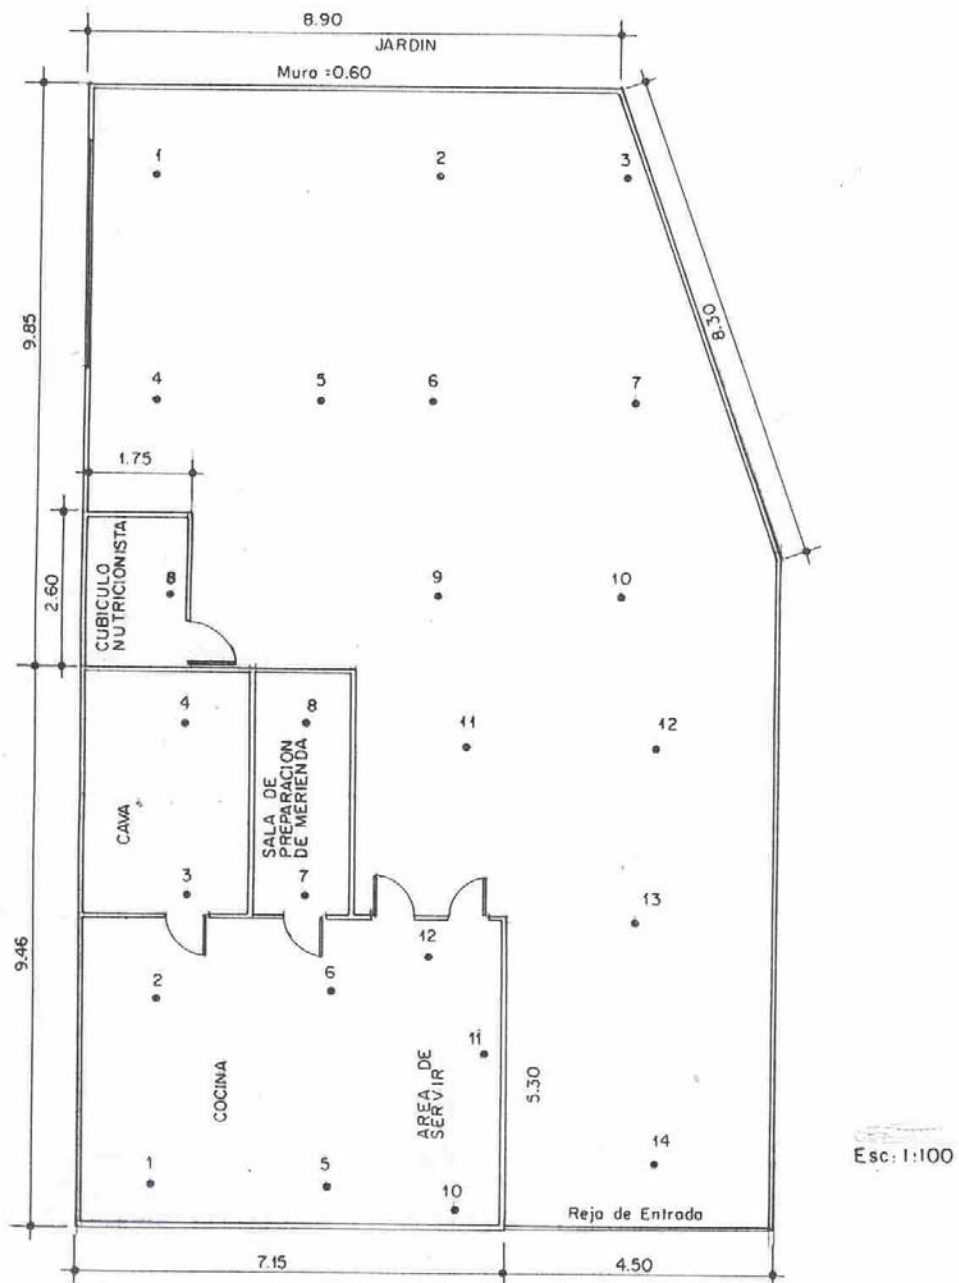 8.90
JARDIN
Muro =0.60
1
2
3
9.85
8.30
4
5
6
7
1.75
2.60
CUBICULO
NUTRICIONISTA
8
9
10
4
8
11
12
CAVA
SALA DE
PREPARACION
DE MERIENDA
3
7
13
9.46
12
2
6
11
COCINA
AREA DE
SERVIR
5.30
14
Esc: 1:100
1
5
10
Reja de Entrada
7.15
4.50